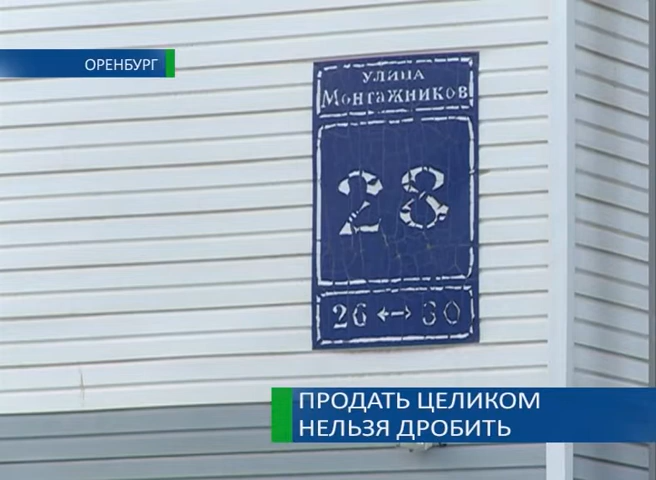 ОРЕНБУРГ
УЛИЦА
МОНТАЖНИКОВ
28
26 ↔ 30
ПРОДАТЬ ЦЕЛИКОМ
НЕЛЬЗЯ ДРОБИТЬ